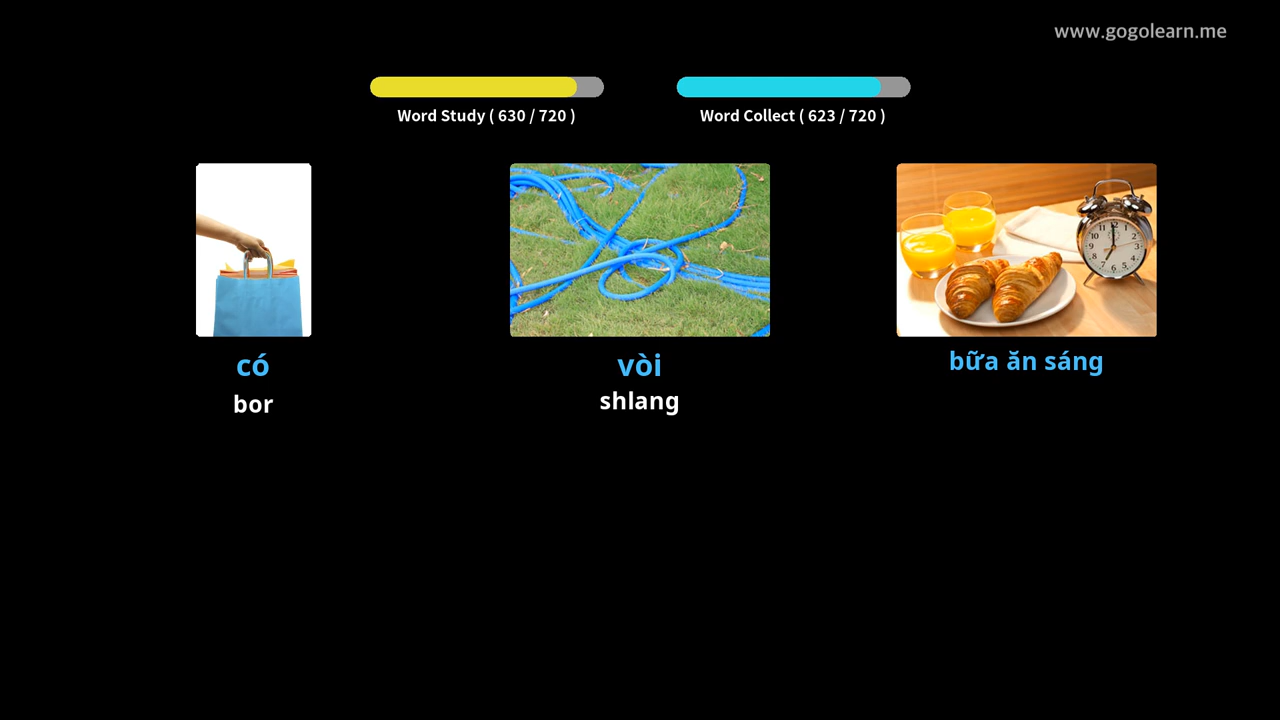 www.gogolearn.me
Word Study ( 630 / 720 )
Word Collect ( 623 / 720 )
có
bor
vòi
shlang
bữa ăn sáng